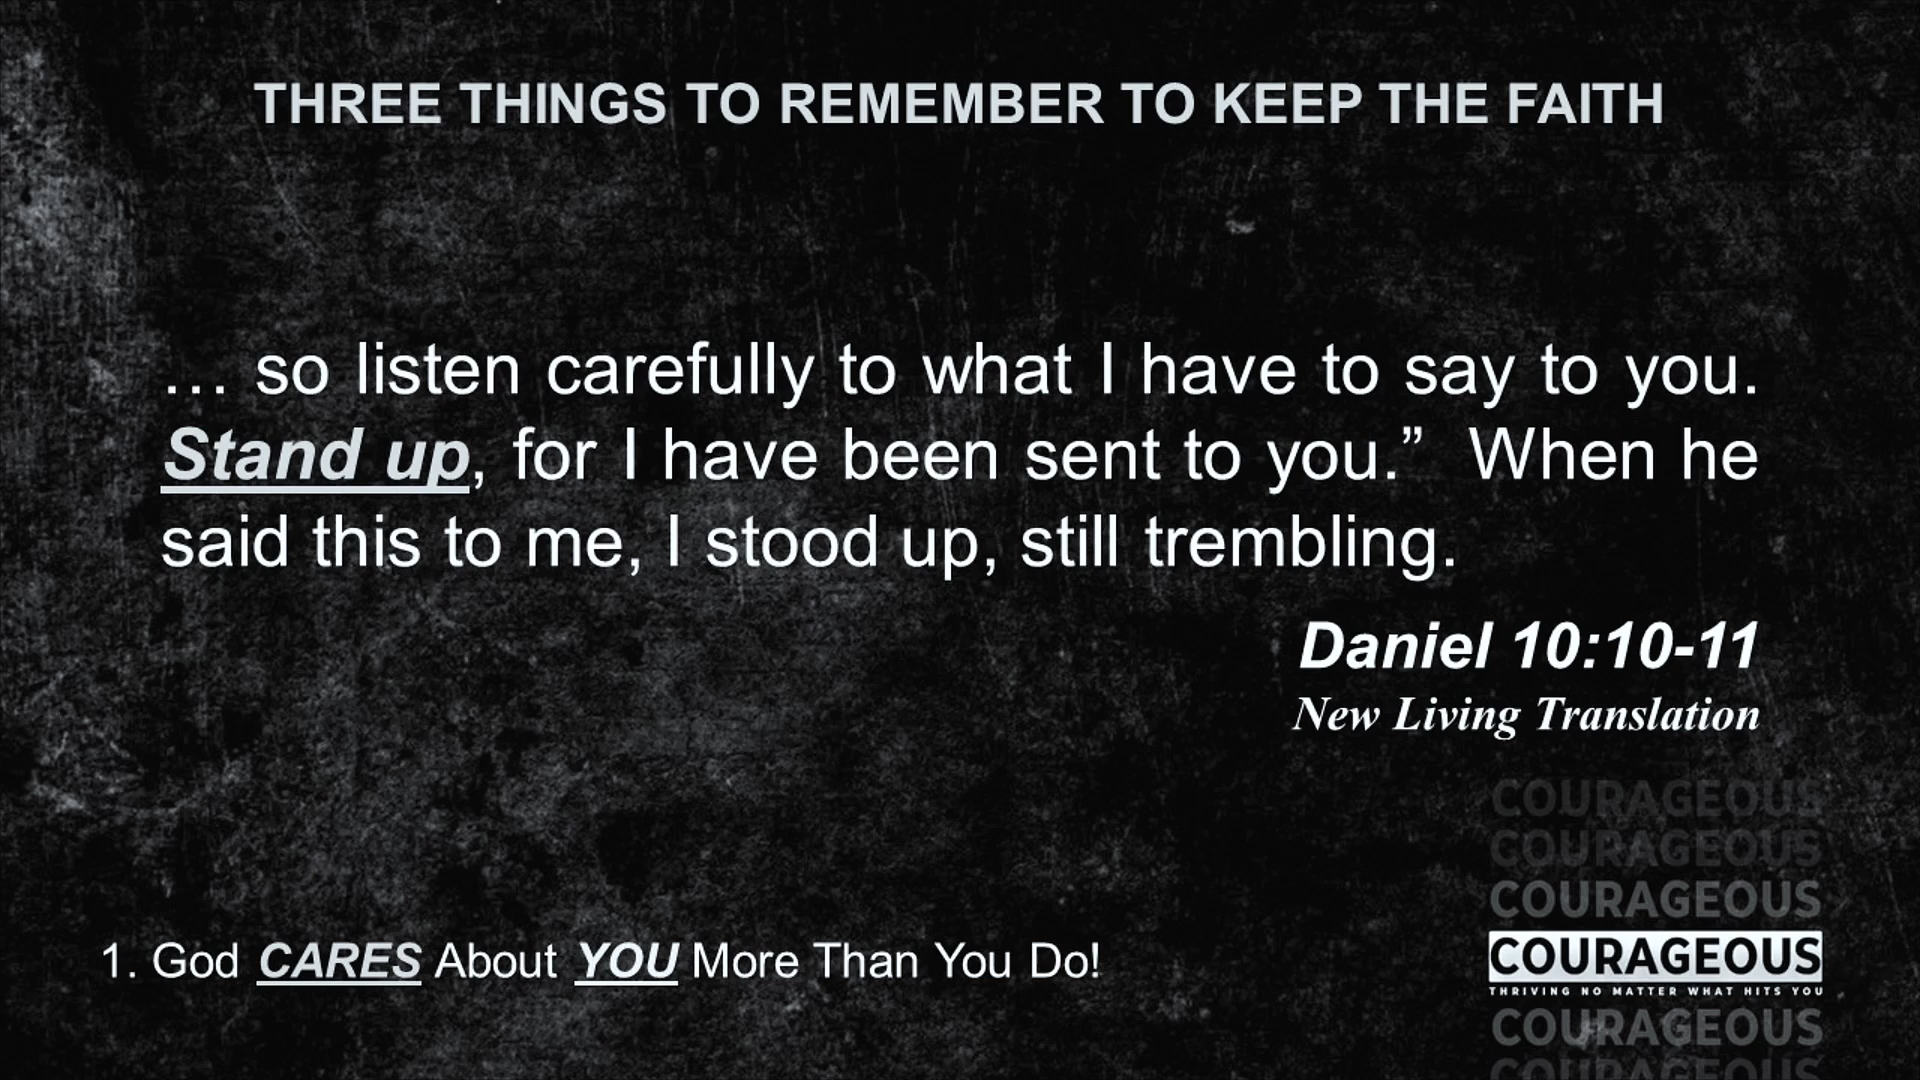 THREE THINGS TO REMEMBER TO KEEP THE FAITH
… so listen carefully to what I have to say to you.
Stand up, for I have been sent to you.”  When he
said this to me, I stood up, still trembling.
Daniel 10:10-11
New Living Translation
COURAGEOUS
COURAGEOUS
COURAGEOUS
1. God CARES About YOU More Than You Do!
COURAGEOUS
THRIVING NO MATTER WHAT HITS YOU
COURAGEOUS
COURAGEOUS